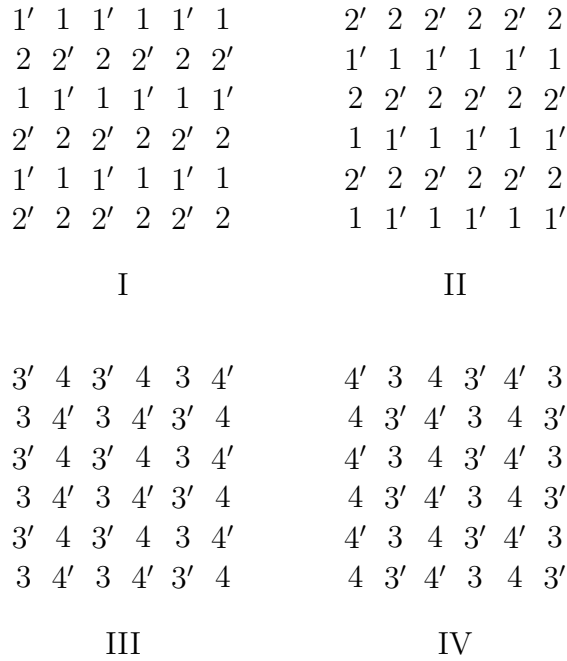 1′ 1 1′ 1 1′ 1 2′ 2 2′ 2 2′ 2
2 2′ 2 2′ 2 2′ 1′ 1 1′ 1 1′ 1
1 1′ 1 1′ 1 1′ 2 2′ 2 2′ 2 2′
2′ 2 2′ 2 2′ 2 1 1′ 1 1′ 1 1′
1′ 1 1′ 1 1′ 1 2′ 2 2′ 2 2′ 2
2′ 2 2′ 2 2′ 2 1 1′ 1 1′ 1 1′
I II
3′ 4 3′ 4 3 4′ 4′ 3 4 3′ 4′ 3
3 4′ 3 4′ 3′ 4 4 3′ 4′ 3 4 3′
3′ 4 3′ 4 3 4′ 4′ 3 4 3′ 4′ 3
3 4′ 3 4′ 3′ 4 4 3′ 4′ 3 4 3′
3′ 4 3′ 4 3 4′ 4′ 3 4 3′ 4′ 3
3 4′ 3 4′ 3′ 4 4 3′ 4′ 3 4 3′
III IV